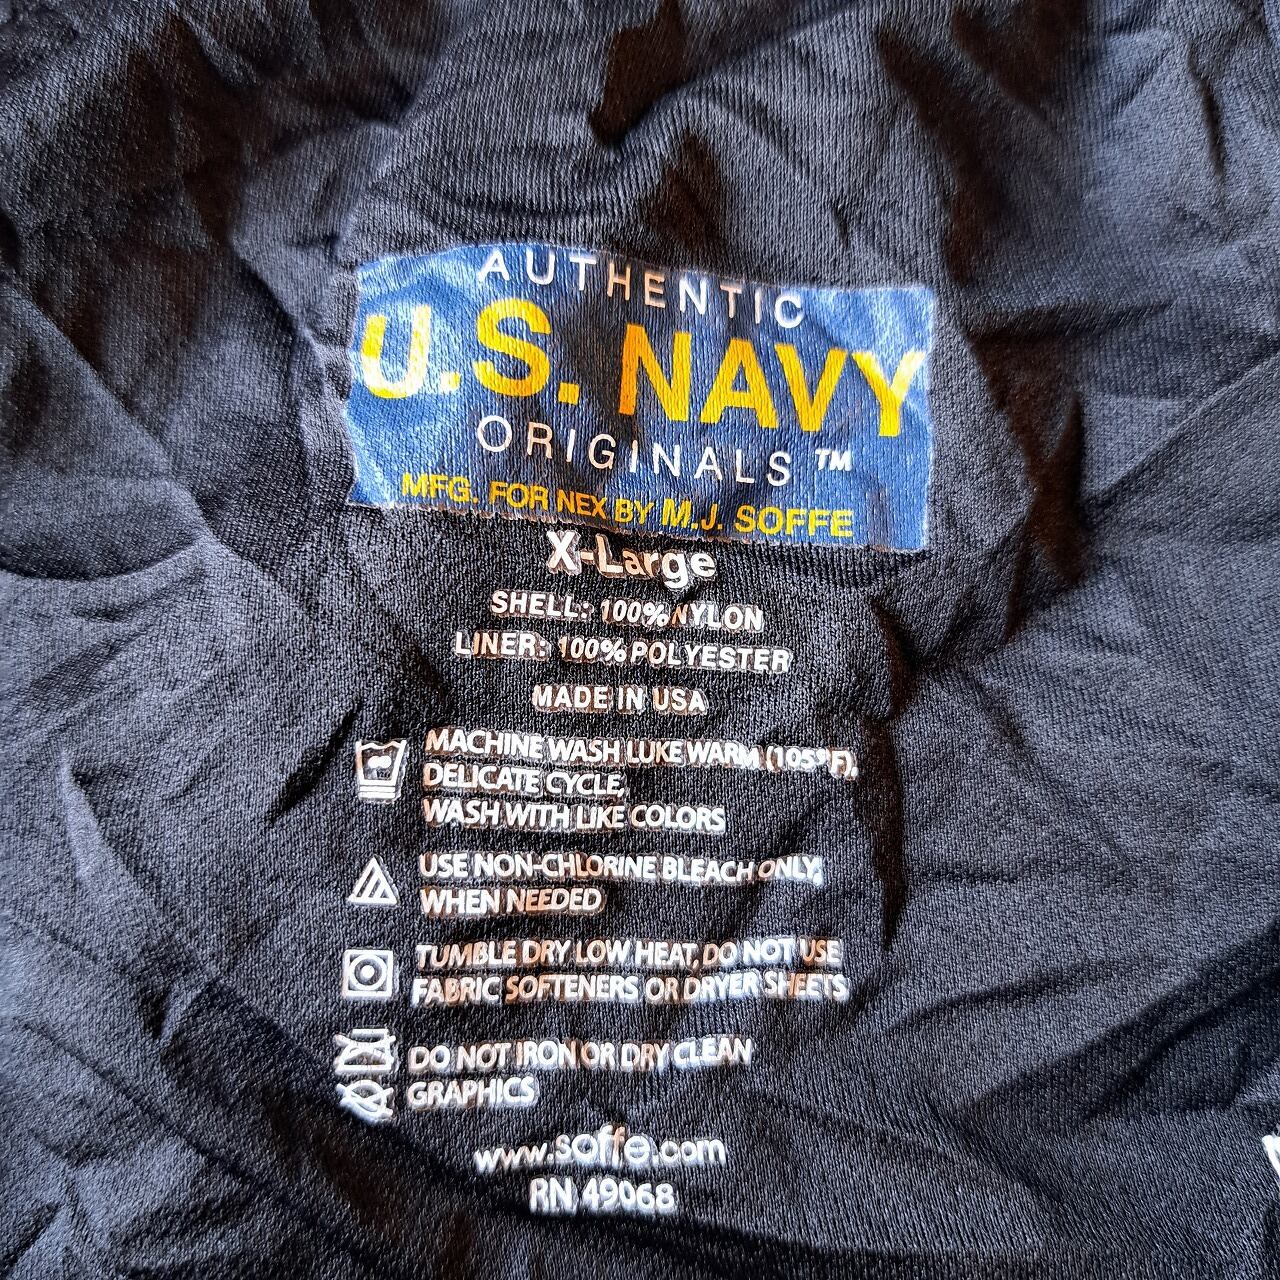 AUTHENTIC
U.S. NAVY
ORIGINALS ™
MFG. FOR NEX BY M.J. SOFFE
X-Large
SHELL: 100% NYLON
LINER: 100% POLYESTER
MADE IN USA
MACHINE WASH LUKEWARM (105°F),
DELICATE CYCLE,
WASH WITH LIKE COLORS
USE NON-CHLORINE BLEACH ONLY,
WHEN NEEDED
TUMBLE DRY LOW HEAT, DO NOT USE
FABRIC SOFTENERS OR DRYER SHEETS
DO NOT IRON OR DRY CLEAN
GRAPHICS
www.soffe.com
RN 49068